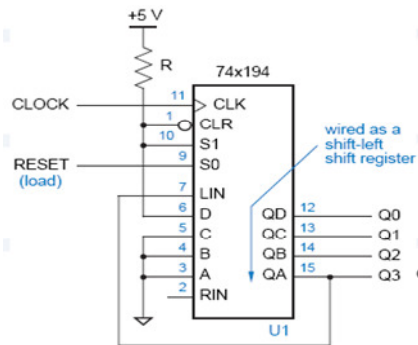 +5 V
R
74x194
CLOCK
11
CLK
1
CLR
10
S1
RESET
9
S0
(load)
7
LIN
6
D
5
C
4
B
3
A
2
RIN
wired as a
shift-left
shift register
QD
12
Q0
QC
13
Q1
QB
14
Q2
QA
15
Q3
U1